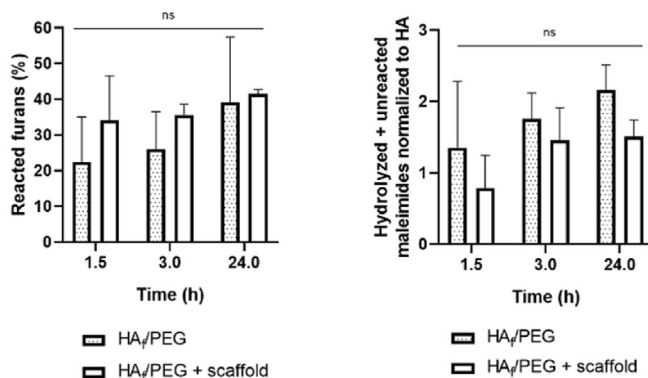 ns
Reacted furans (%)
60
50
40
30
20
10
0
1.5 3.0 24.0
Time (h)
HAf/PEG
HAf/PEG + scaffold
ns
Hydrolyzed + unreacted
maleimides normalized to HA
3
2
1
0
1.5 3.0 24.0
Time (h)
HAf/PEG
HAf/PEG + scaffold